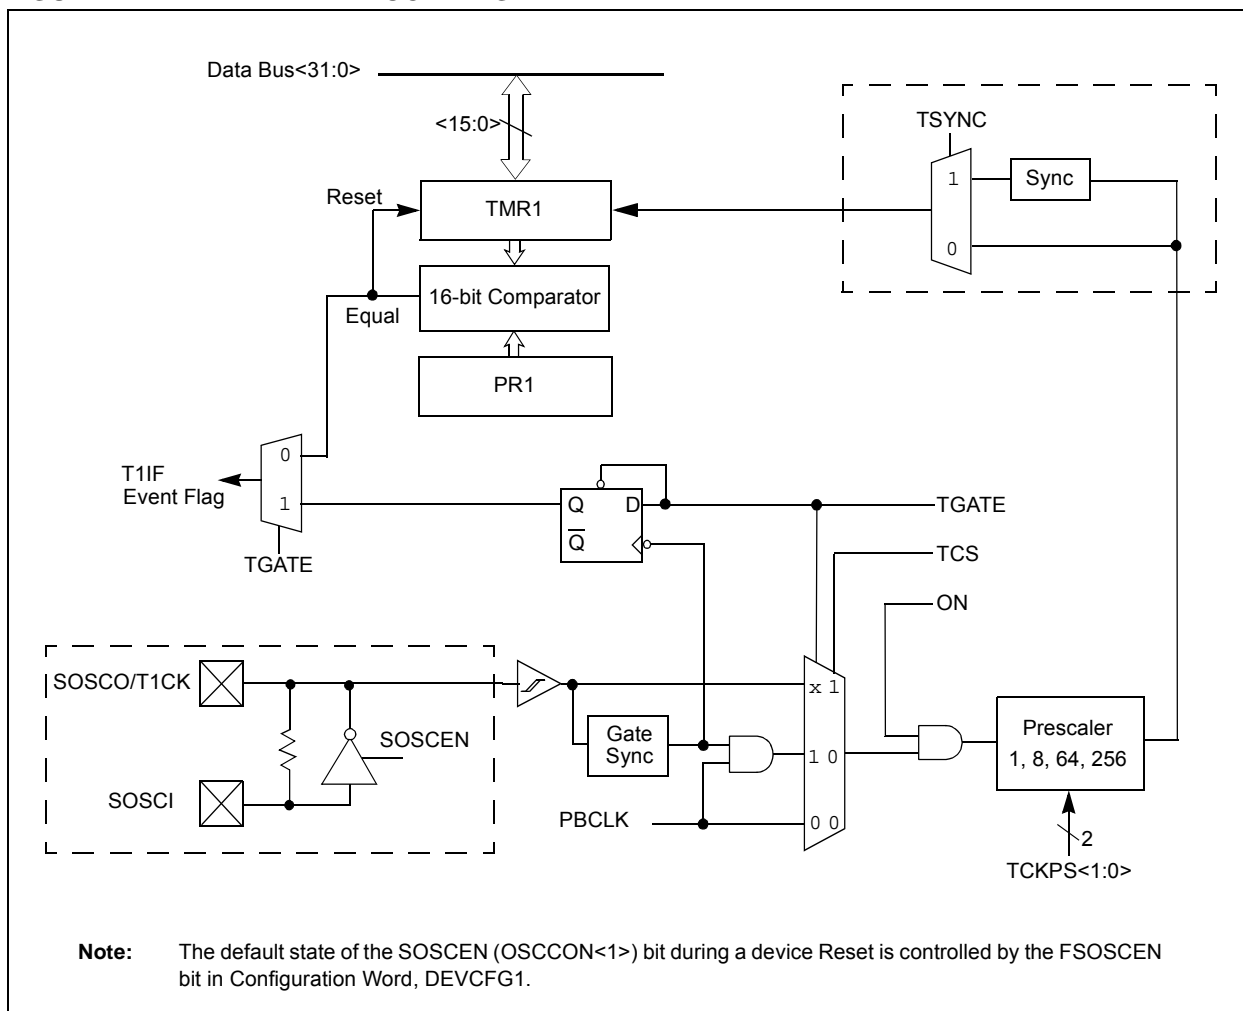 Data Bus<31:0>
<15:0>
TSYNC
1
Sync
Reset
TMR1
0
16-bit Comparator
Equal
PR1
0
T1IF
Event Flag
1
Q
D
TGATE
Q
TGATE
TCS
ON
SOSCO/T1CK
x 1
SOSCEN
Gate
Sync
1 0
Prescaler
1, 8, 64, 256
SOSCI
PBCLK
0 0
2
TCKPS<1:0>
Note: The default state of the SOSCEN (OSCCON<1>) bit during a device Reset is controlled by the FSOSCEN
bit in Configuration Word, DEVCFG1.